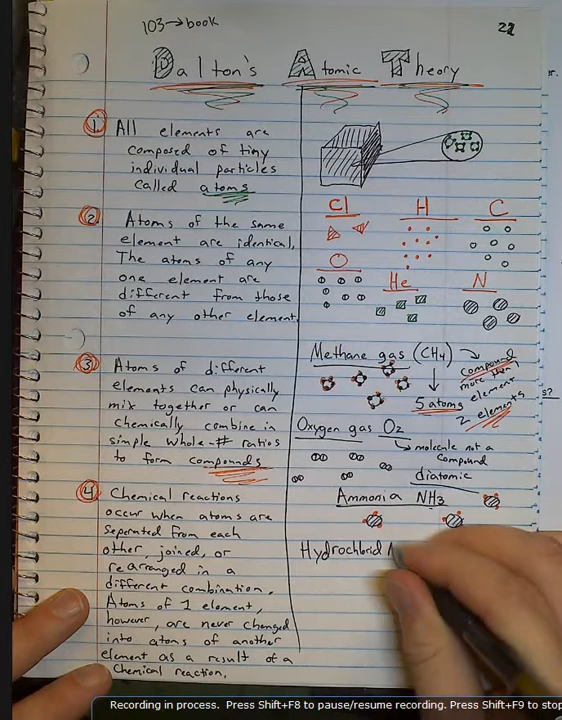 103→book
22
Dalton's Atomic Theory
1 All elements are
composed of tiny
individual particles
called atoms
2 Atoms of the same
element are identical.
The atoms of any
one element are
different from those
of any other element
3 Atoms of different
elements can physically
mix together or can
chemically combine in
simple whole-# ratios
to form compounds
4 Chemical reactions
occur when atoms are
seperated from each
other, joined, or
rearranged in a
different combination.
Atoms of 1 element,
however, are never changed
into atoms of another
element as a result of a
Chemical reaction.
Cl H C
O He N
Methane gas (CH4) → compound
more than 1
element
↓
5 atoms
2 elements
Oxygen gas O2
↳ molecule not a
compound
diatomic
Ammonia NH3
Recording in process. Press Shift+F8 to pause/resume recording. Press Shift+F9 to stop